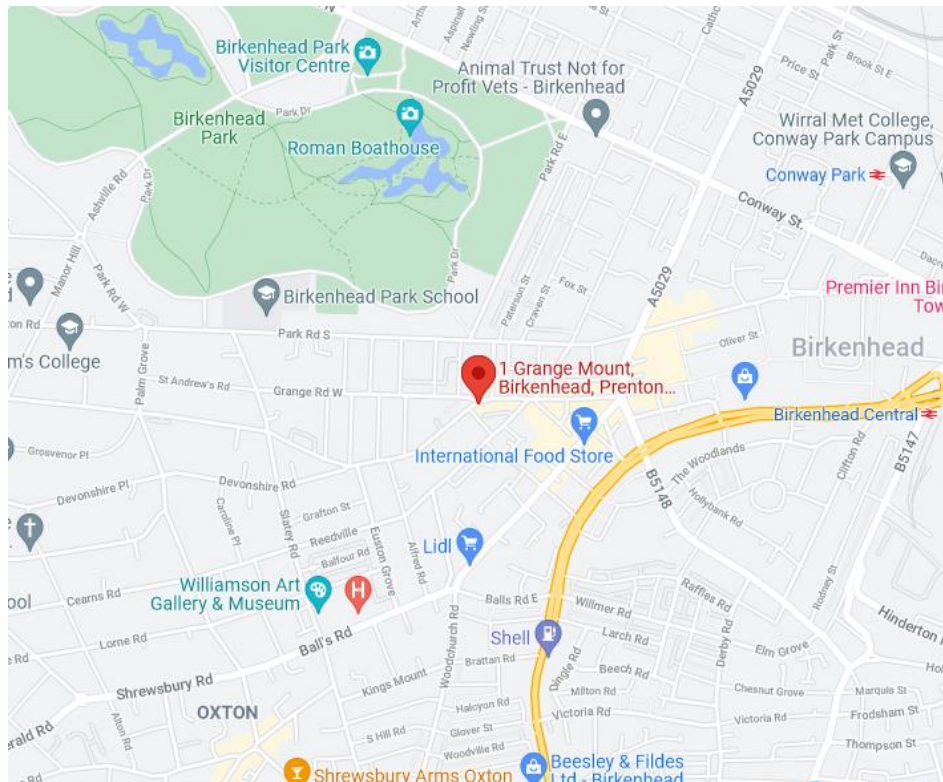 Birkenhead Park
Visitor Centre
Aspinall
Newling St
A5029
Park St
Brook St E
Price St
Animal Trust Not for
Profit Vets - Birkenhead
Birkenhead
Park
Park Dr
Roman Boathouse
Wirral Met College,
Conway Park Campus
Conway Park
Ashville Rd
Park Dr
Park Rd E
Conway St.
Manor Hill
Park Rd W
Park Dr
A5029
Birkenhead Park School
Paterson St
Craven St
Fox St
Premier Inn
Park Rd S
Oliver St
Birkenhead
Palm Grove
St Andrew's Rd
Grange Rd W
1 Grange Mount,
Birkenhead, Prenton...
Birkenhead Central
B5147
Grosvenor Pl
International Food Store
The Woodlands
Clifton Rd
Devonshire Pl
Devonshire Rd
B5148
Hollybank Rd
Caroline Pl
Slatey Rd
Grafton St
Reedville
Balfour Rd
Euston Grove
Alfred Rd
Lidl
Williamson Art
Gallery & Museum
H
Cearns Rd
Balls Rd E
Willmer Rd
Raffles Rd
Rodney St
Lorne Rd
Ball's Rd
Woodchurch Rd
Shell
Larch Rd
Derby Rd
Elm Grove
Hinderton
Brattan Rd
Dingle Rd
Beech Rd
Shrewsbury Rd
Kings Mount
Milton Rd
Chesnut Grove
Marquis St
OXTON
Alton Rd
Halcyon Rd
Victoria Rd
Victoria Rd
Frodsham St
S Hill Rd
Glover St
Woodville Rd
Thompson St
Shrewsbury Arms Oxton
Beesley & Fildes
Ltd - Birkenhead